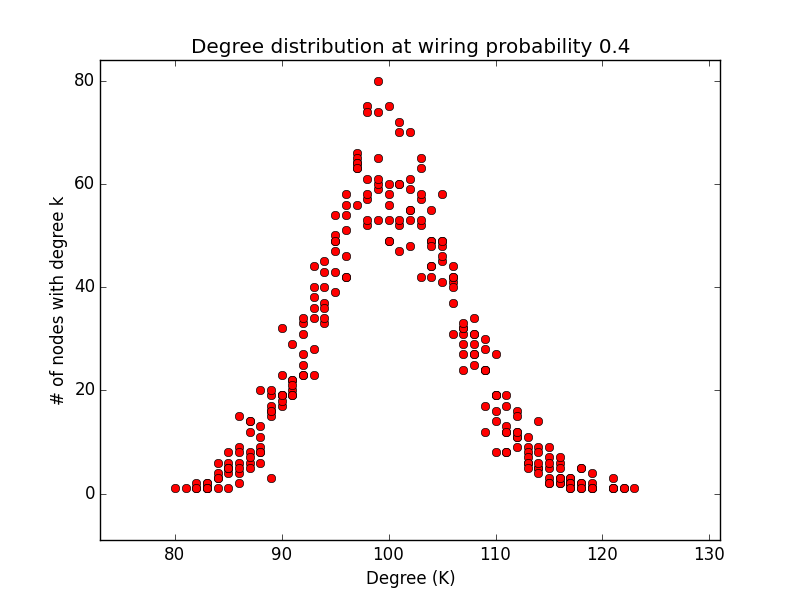 Degree distribution at wiring probability 0.4
80
60
40
20
0
# of nodes with degree k
80 90 100 110 120 130
Degree (K)